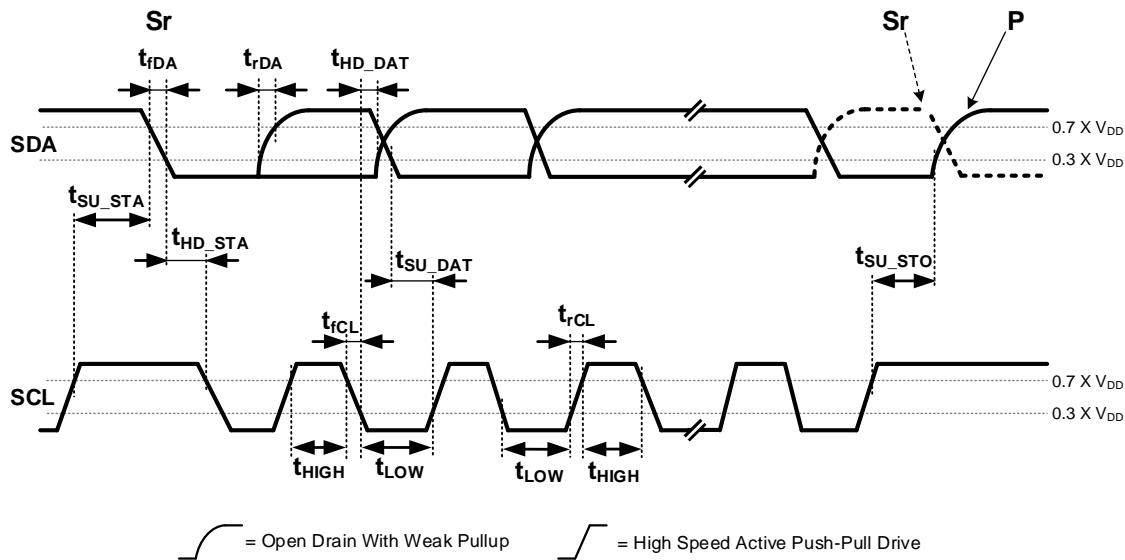 Sr
Sr
P
tfDA
trDA
tHD_DAT
0.7 X VDD
SDA
0.3 X VDD
tSU_STA
tHD_STA
tSU_DAT
tSU_STO
tfCL
trCL
0.7 X VDD
SCL
0.3 X VDD
tHIGH
tLOW
tLOW
tHIGH
= Open Drain With Weak Pullup
= High Speed Active Push-Pull Drive